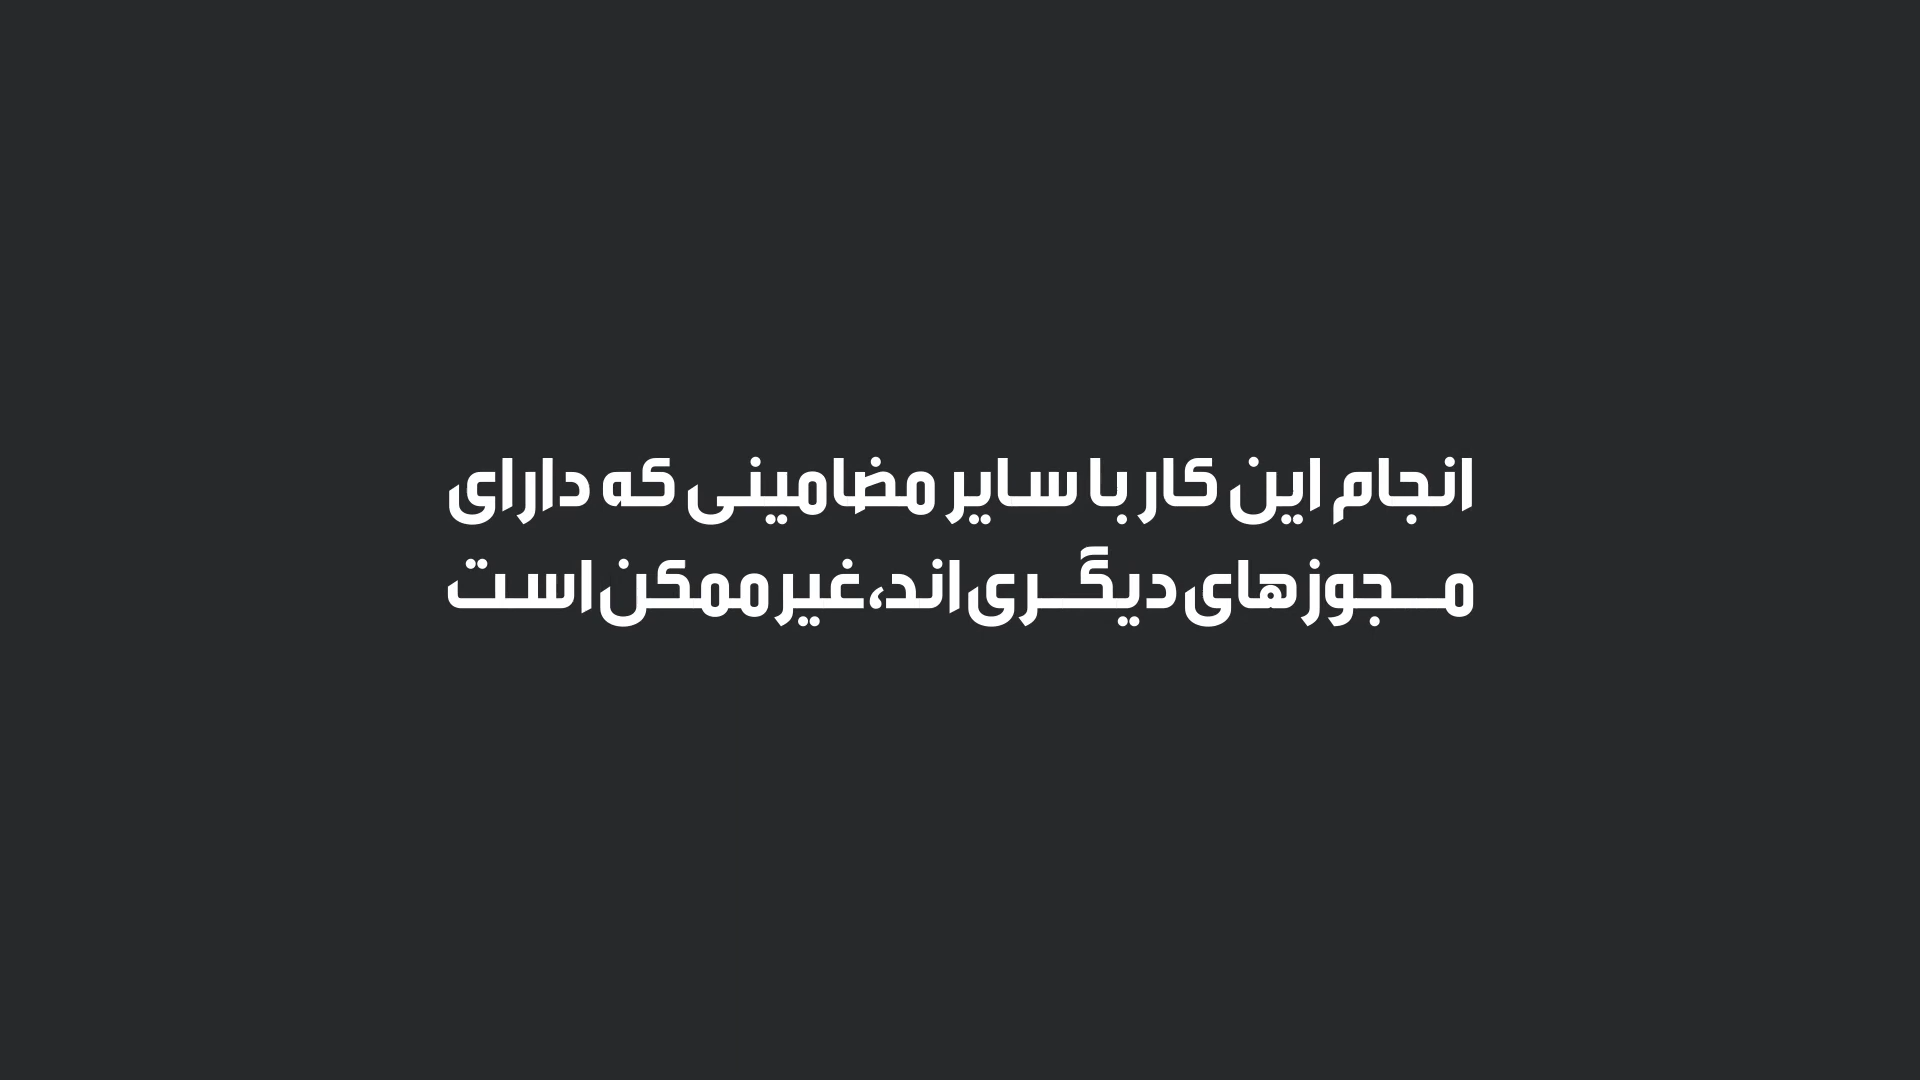 انجام این کار با سایر مضامینی که دارای
مجوزهای دیگری‌اند، غیر ممکن است